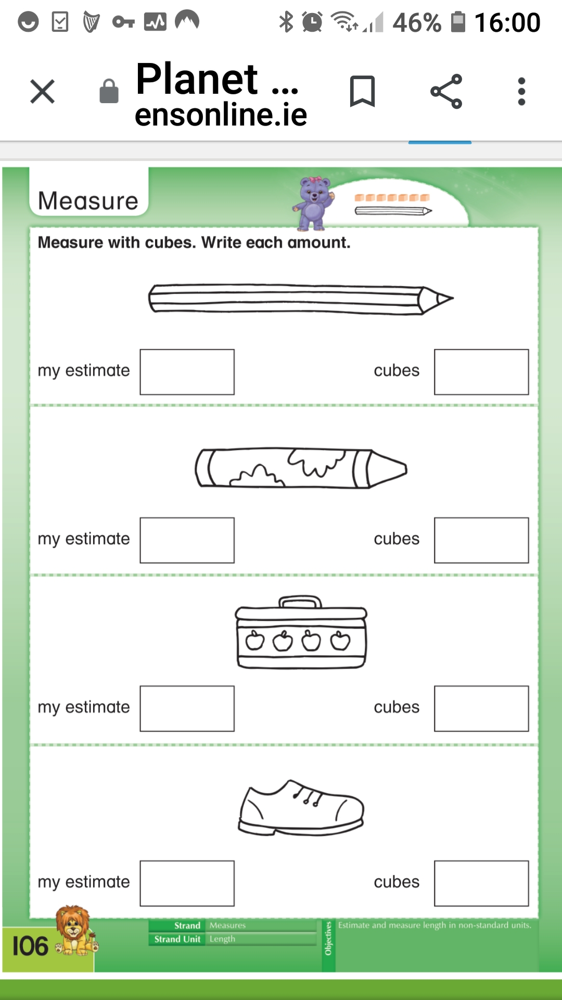 46% 16:00
Planet ...
ensonline.ie
Measure
Measure with cubes. Write each amount.
my estimate cubes
my estimate cubes
my estimate cubes
my estimate cubes
106
Strand Measures
Strand Unit Length
Objectives
Estimate and measure length in non-standard units.